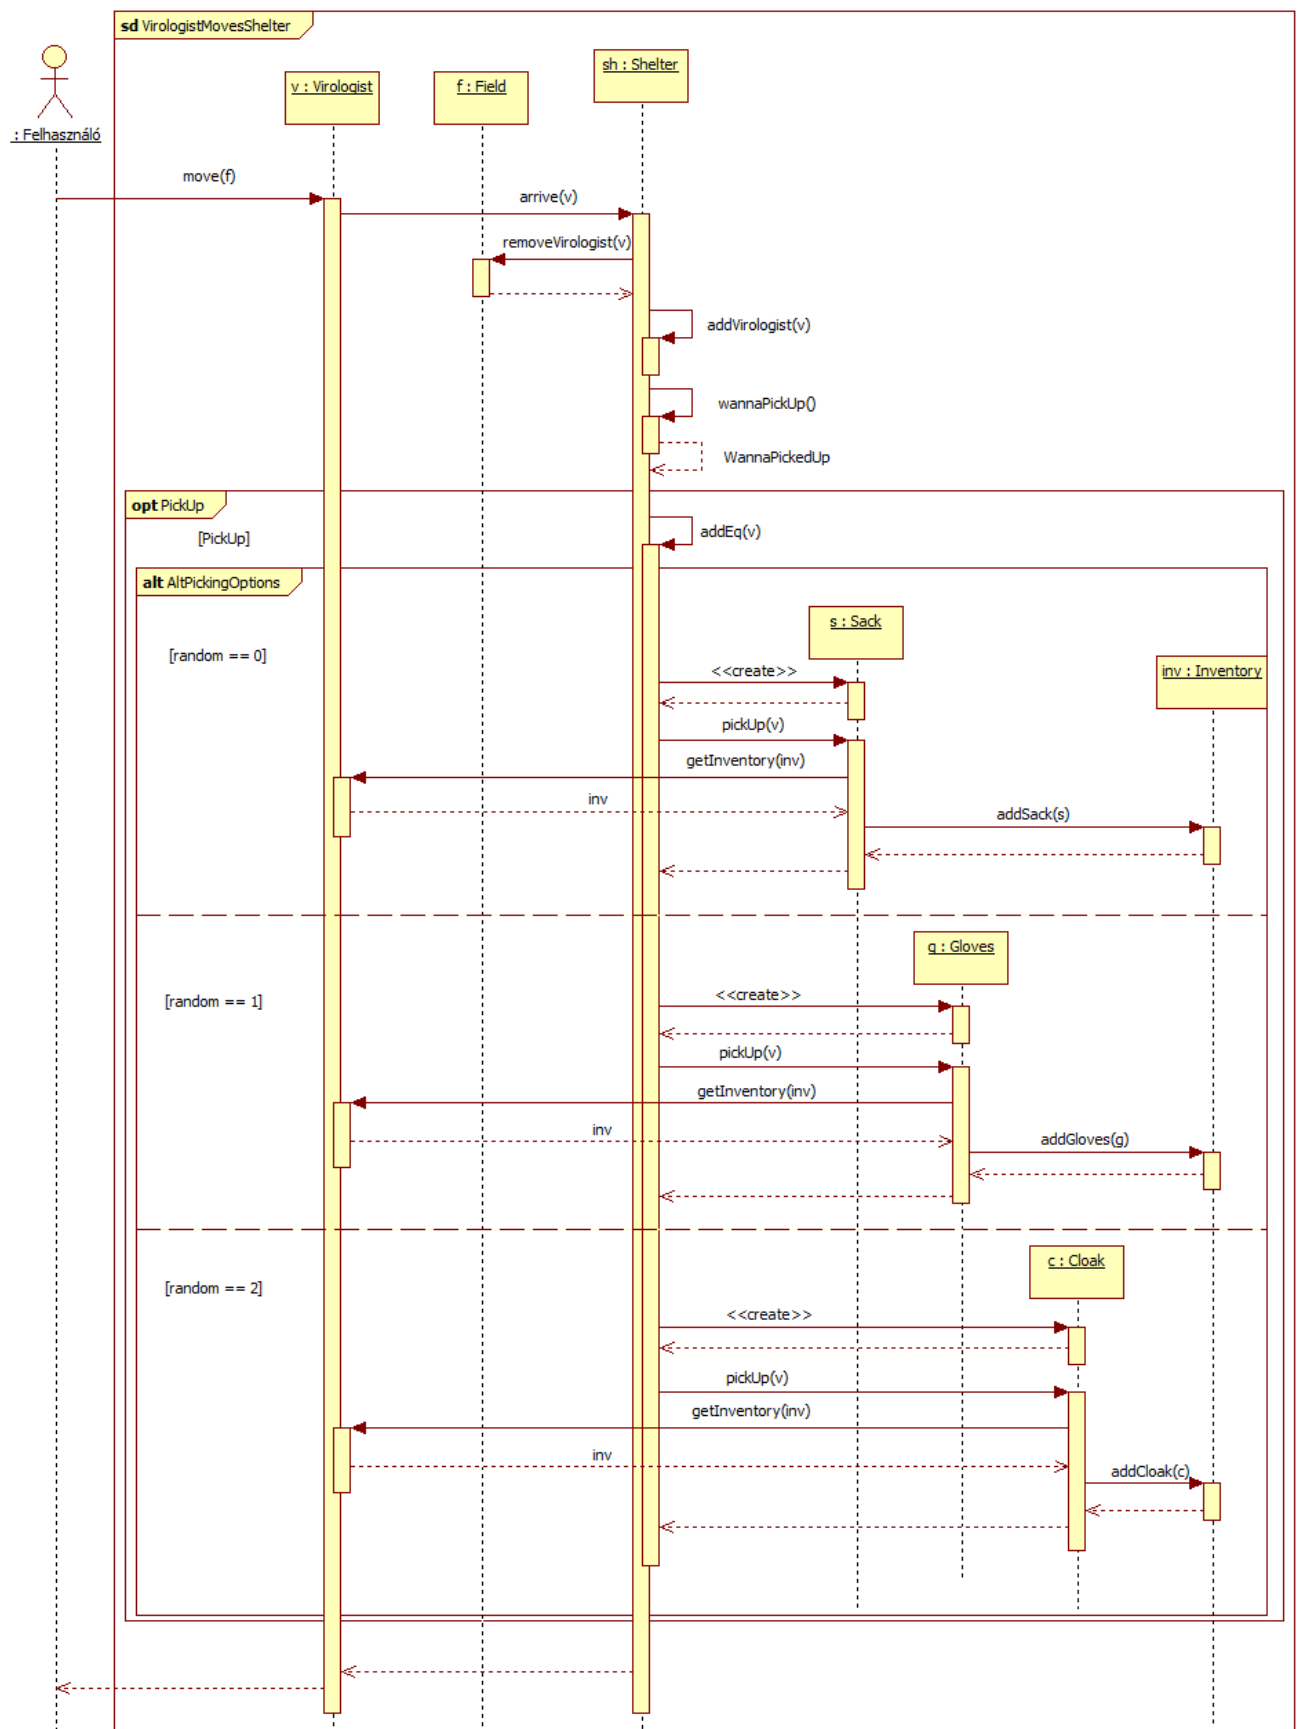 sd VirologistMovesShelter
sh : Shelter
v : Virologist
f : Field
: Felhasználó
move(f)
arrive(v)
removeVirologist(v)
addVirologist(v)
wannaPickUp()
WannaPickedUp
opt PickUp
[PickUp]
addEq(v)
alt AltPickingOptions
s : Sack
[random == 0]
inv : Inventory
<<create>>
pickUp(v)
getInventory(inv)
inv
addSack(s)
g : Gloves
[random == 1]
<<create>>
pickUp(v)
getInventory(inv)
inv
addGloves(g)
c : Cloak
[random == 2]
<<create>>
pickUp(v)
getInventory(inv)
inv
addCloak(c)